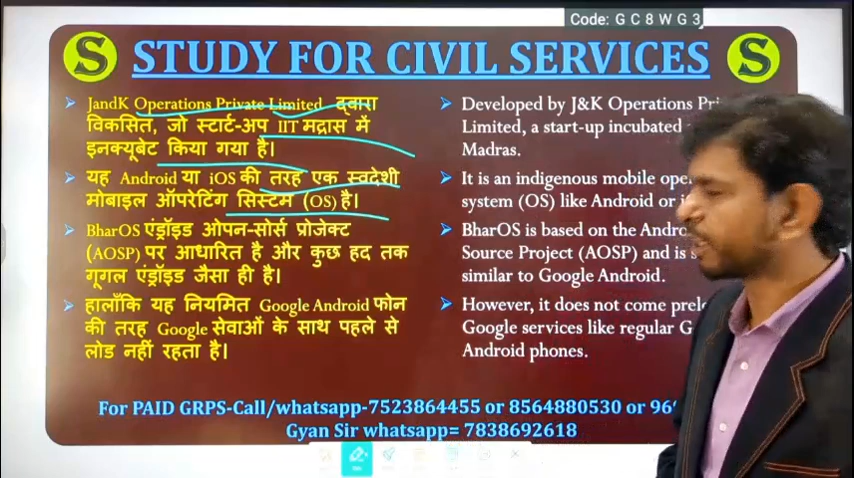 Code: G C 8 W G 3
S STUDY FOR CIVIL SERVICES S
JandK Operations Private Limited द्वारा
विकसित, जो स्टार्ट-अप IIT मद्रास में
इनक्यूबेट किया गया है।
यह Android या iOS की तरह एक स्वदेशी
मोबाइल ऑपरेटिंग सिस्टम (OS) है।
BharOS एंड्रॉइड ओपन-सोर्स प्रोजेक्ट
(AOSP) पर आधारित है और कुछ हद तक
गूगल एंड्रॉइड जैसा ही है।
हालाँकि यह नियमित Google Android फोन
की तरह Google सेवाओं के साथ पहले से
लोड नहीं रहता है।
Developed by J&K Operations Pri
Limited, a start-up incubated
Madras.
It is an indigenous mobile ope
system (OS) like Android or i
BharOS is based on the Andro
Source Project (AOSP) and is s
similar to Google Android.
However, it does not come prel
Google services like regular G
Android phones.
For PAID GRPS-Call/whatsapp-7523864455 or 8564880530 or 96
Gyan Sir whatsapp= 7838692618